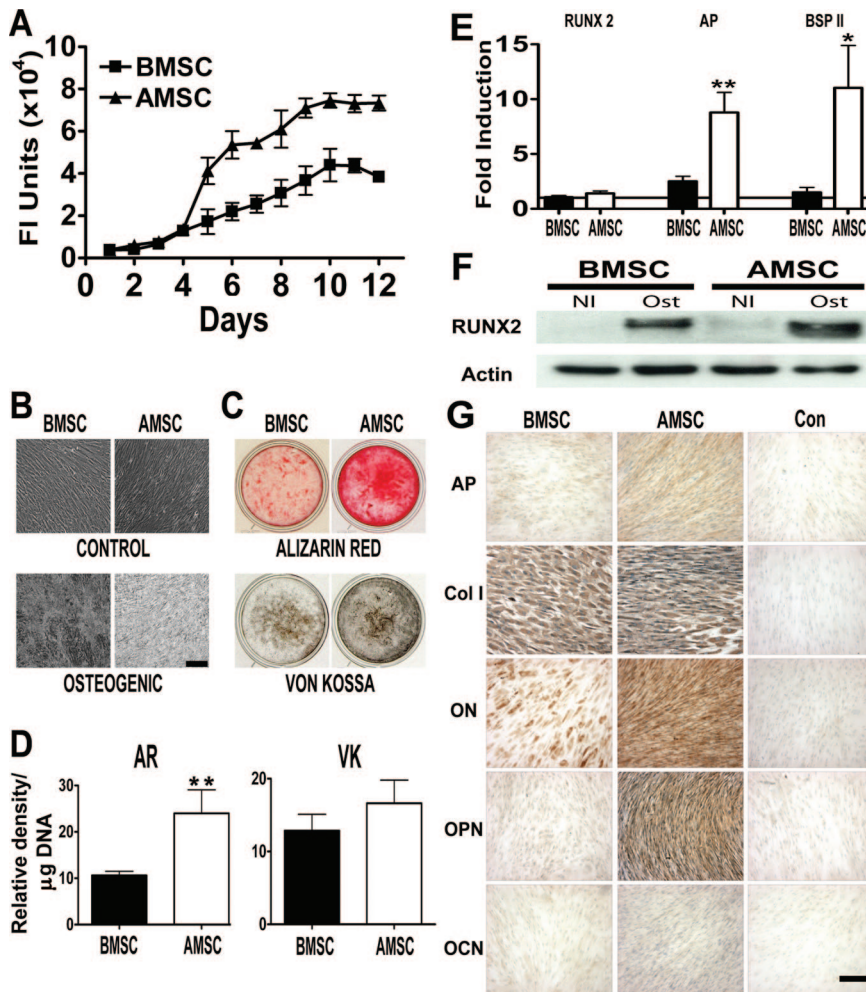 A
FI Units (x10⁴)
10
8
6
4
2
0
BMSC
AMSC
0 2 4 6 8 10 12
Days
B
BMSC AMSC
CONTROL
OSTEOGENIC
C
BMSC AMSC
ALIZARIN RED
VON KOSSA
D
AR
Relative density/
µg DNA
30
20
10
0
**
BMSC AMSC
VK
20
10
0
BMSC AMSC
E
RUNX 2 AP BSP II
Fold Induction
15
10
5
0
** *
BMSC AMSC BMSC AMSC BMSC AMSC
F
BMSC AMSC
NI Ost NI Ost
RUNX2
Actin
G
BMSC AMSC Con
AP
Col I
ON
OPN
OCN